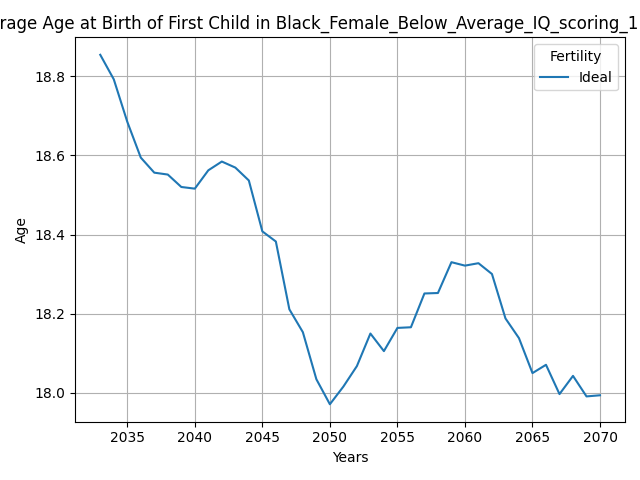 rage Age at Birth of First Child in Black_Female_Below_Average_IQ_scoring_1
Fertility
Ideal
18.8
18.6
18.4
18.2
18.0
Age
2035 2040 2045 2050 2055 2060 2065 2070
Years